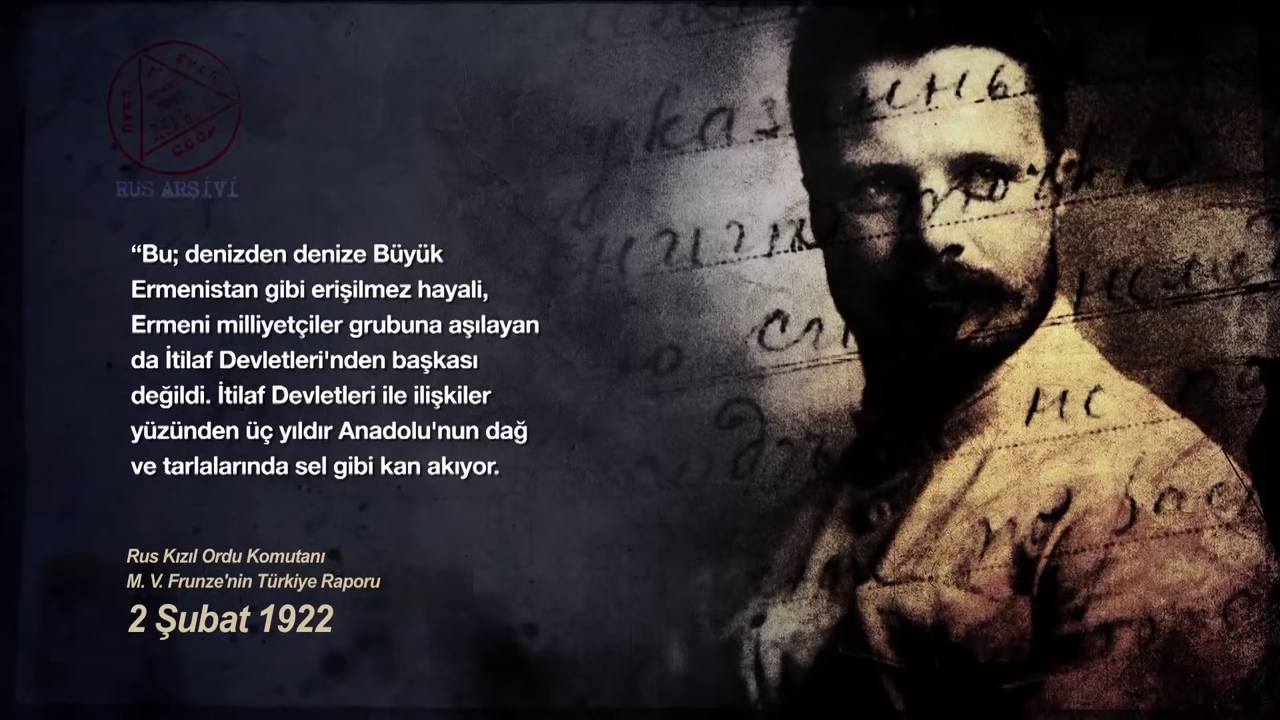 СССР
RUS ARŞİVİ
“Bu; denizden denize Büyük
Ermenistan gibi erişilmez hayali,
Ermeni milliyetçiler grubuna aşılayan
da İtilaf Devletleri'nden başkası
değildi. İtilaf Devletleri ile ilişkiler
yüzünden üç yıldır Anadolu'nun dağ
ve tarlalarında sel gibi kan akıyor.
Rus Kızıl Ordu Komutanı
M. V. Frunze'nin Türkiye Raporu
2 Şubat 1922